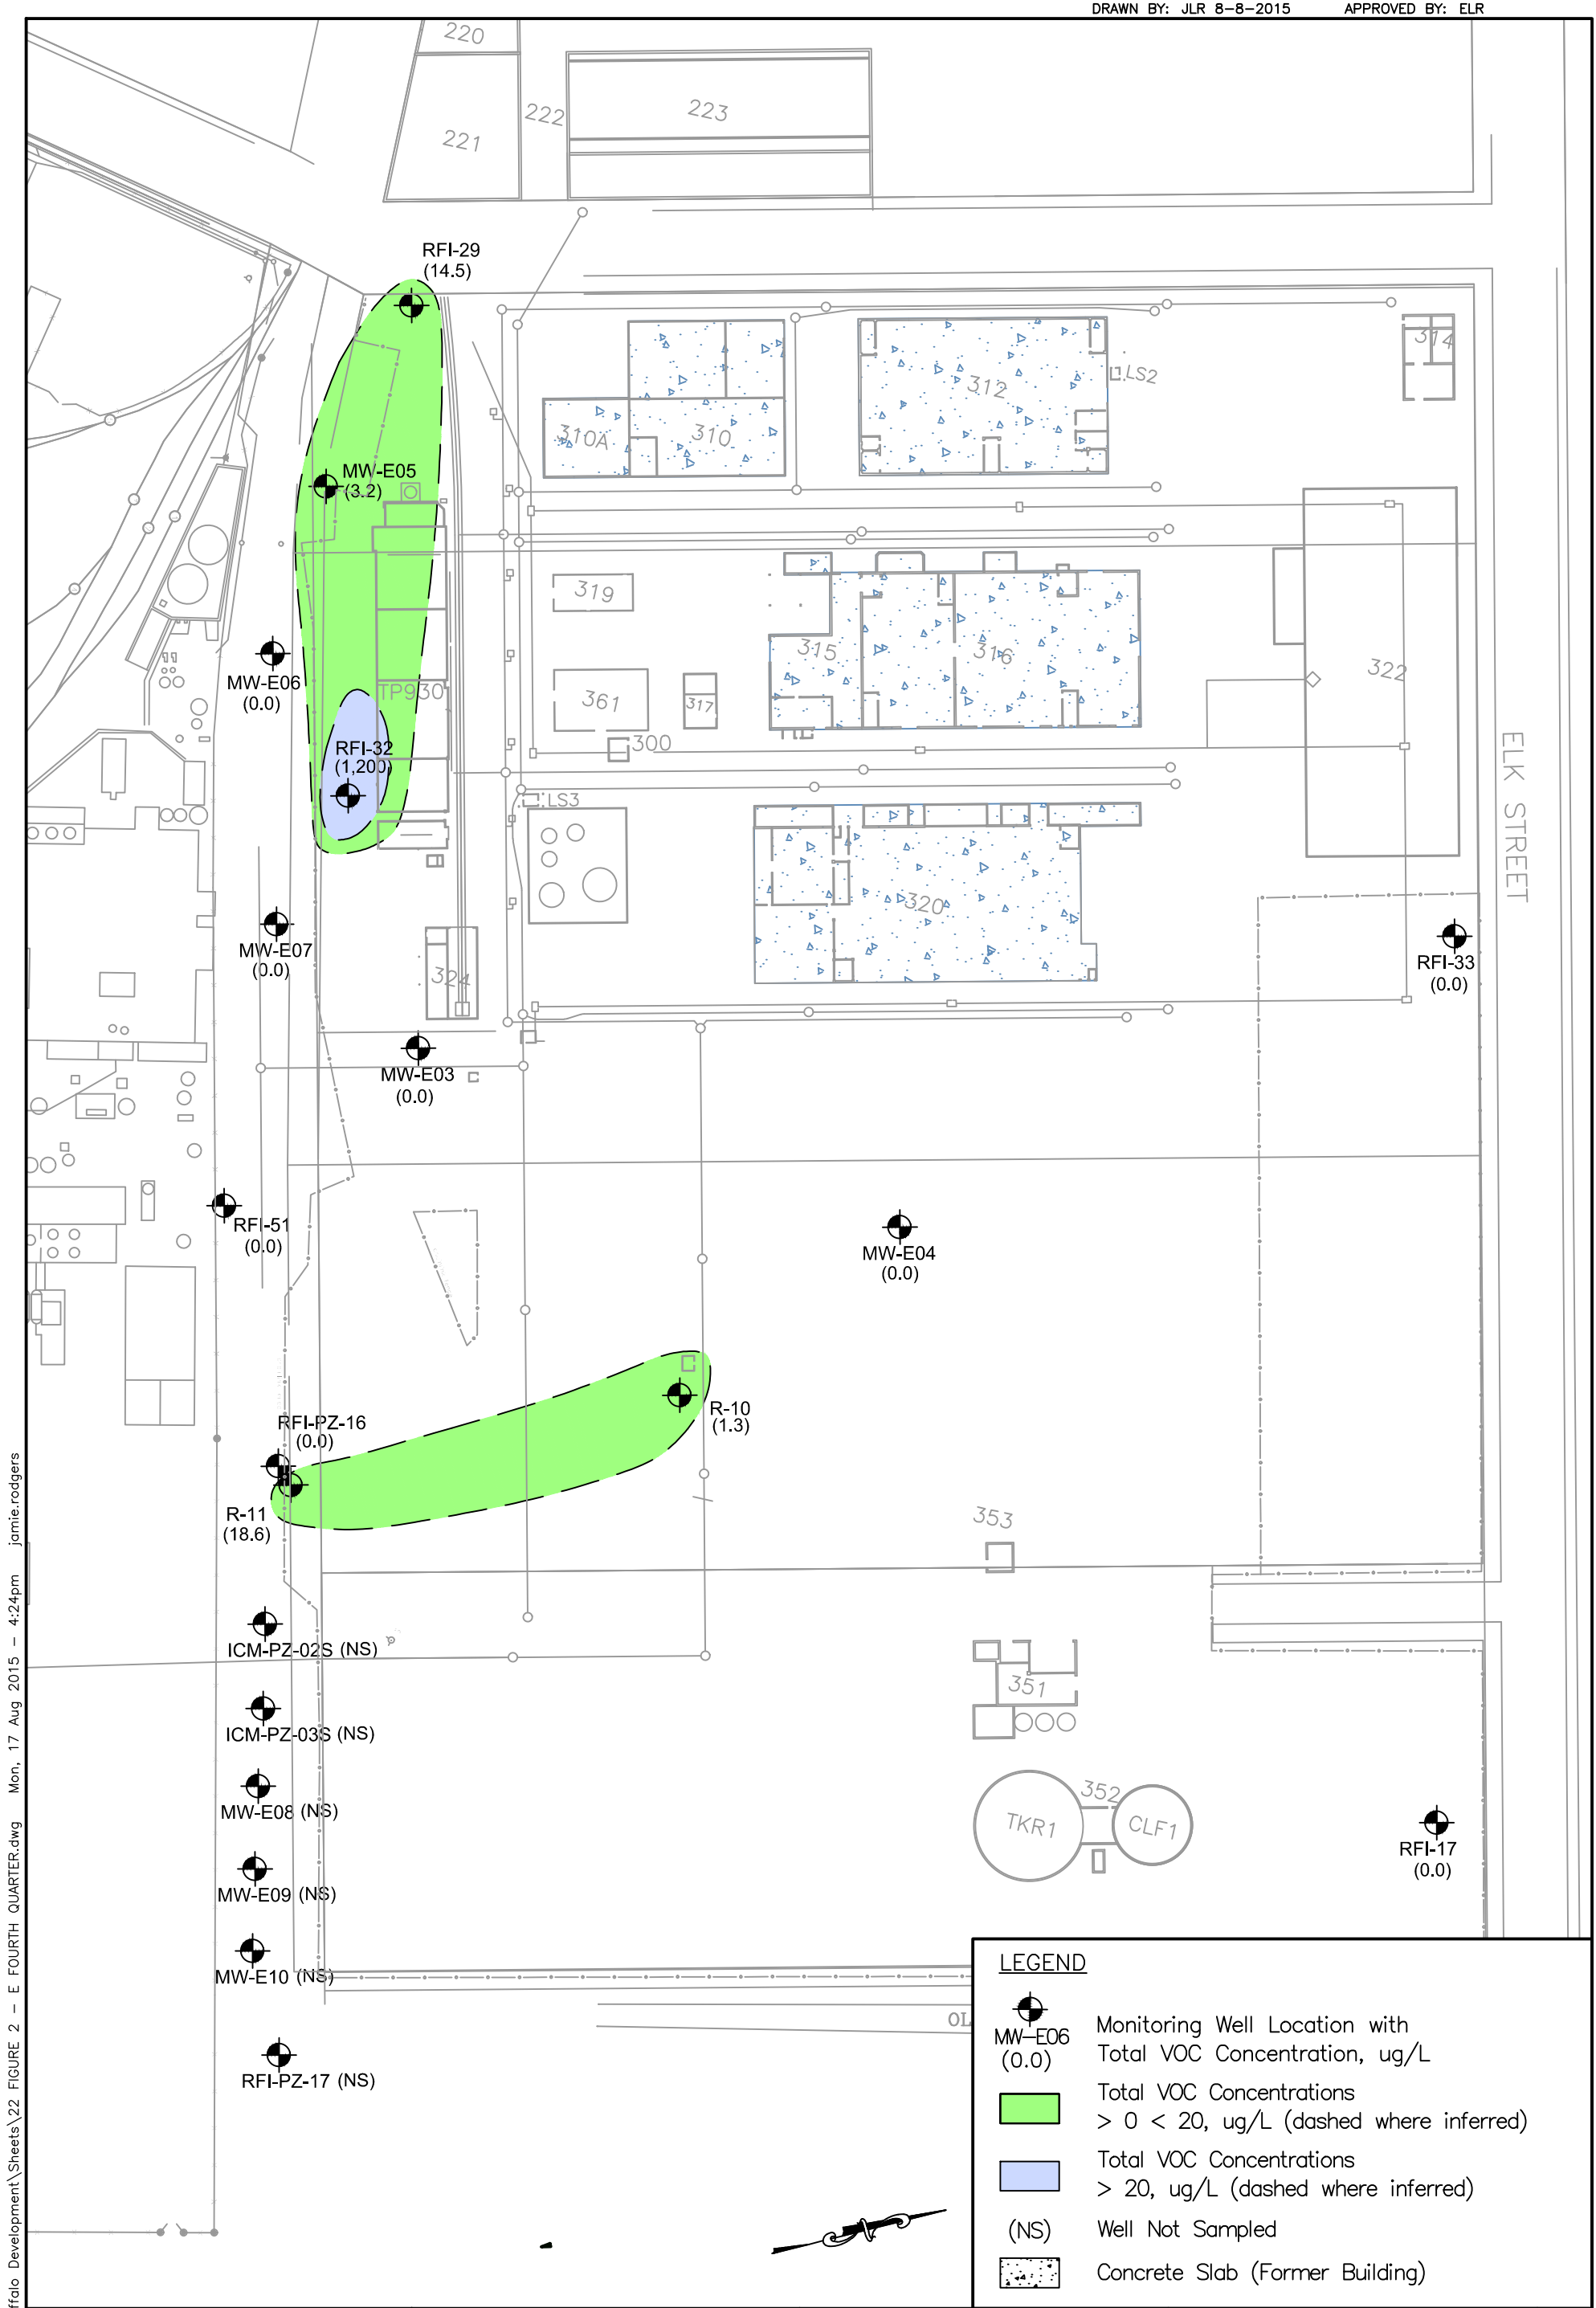 DRAWN BY: JLR 8-8-2015 APPROVED BY: ELR
220
221
222
223
RFI-29
(14.5)
314
LS2
312
310A
310
MW-E05
(3.2)
319
315
316
322
MW-E06
(0.0)
TP930
361
317
300
RFI-32
(1,200)
ELK STREET
LS3
320
MW-E07
(0.0)
324
RFI-33
(0.0)
MW-E03
(0.0)
RFI-51
(0.0)
MW-E04
(0.0)
R-10
(1.3)
RFI-PZ-16
(0.0)
R-11
(18.6)
353
ICM-PZ-02S (NS)
351
ICM-PZ-03S (NS)
MW-E08 (NS)
352
TKR1
CLF1
RFI-17
(0.0)
MW-E09 (NS)
MW-E10 (NS)
OL
RFI-PZ-17 (NS)
LEGEND
MW-E06
(0.0)
Monitoring Well Location with
Total VOC Concentration, ug/L
Total VOC Concentrations
> 0 < 20, ug/L (dashed where inferred)
Total VOC Concentrations
> 20, ug/L (dashed where inferred)
(NS) Well Not Sampled
Concrete Slab (Former Building)
ffalo Development\Sheets\22 FIGURE 2 - E FOURTH QUARTER.dwg Mon, 17 Aug 2015 - 4:24pm jamie.rodgers